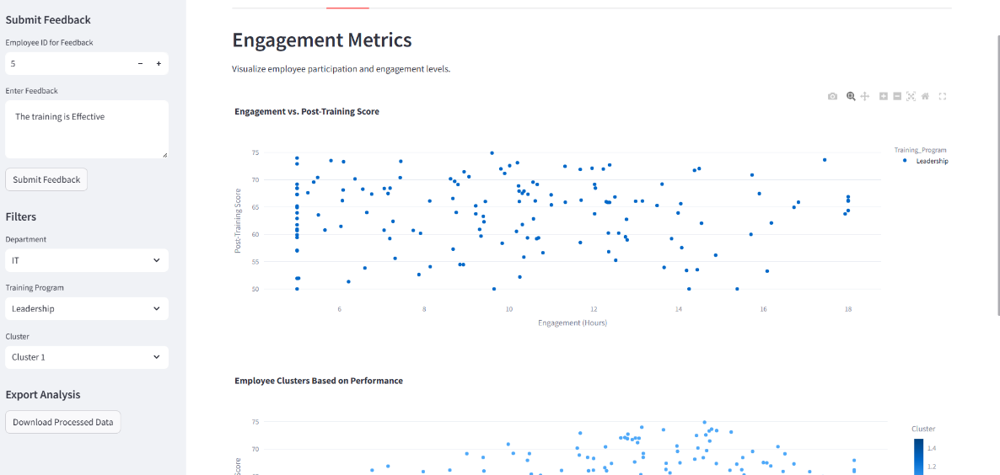 Submit Feedback
Employee ID for Feedback
5
Enter Feedback
The training is Effective
Submit Feedback
Filters
Department
IT
Training Program
Leadership
Cluster
Cluster 1
Export Analysis
Download Processed Data
Engagement Metrics
Visualize employee participation and engagement levels.
Engagement vs. Post-Training Score
75
70
65
60
55
50
Post-Training Score
6 8 10 12 14 16 18
Engagement (Hours)
Training_Program
Leadership
Employee Clusters Based on Performance
75
70
Score
Cluster
1.4
1.2